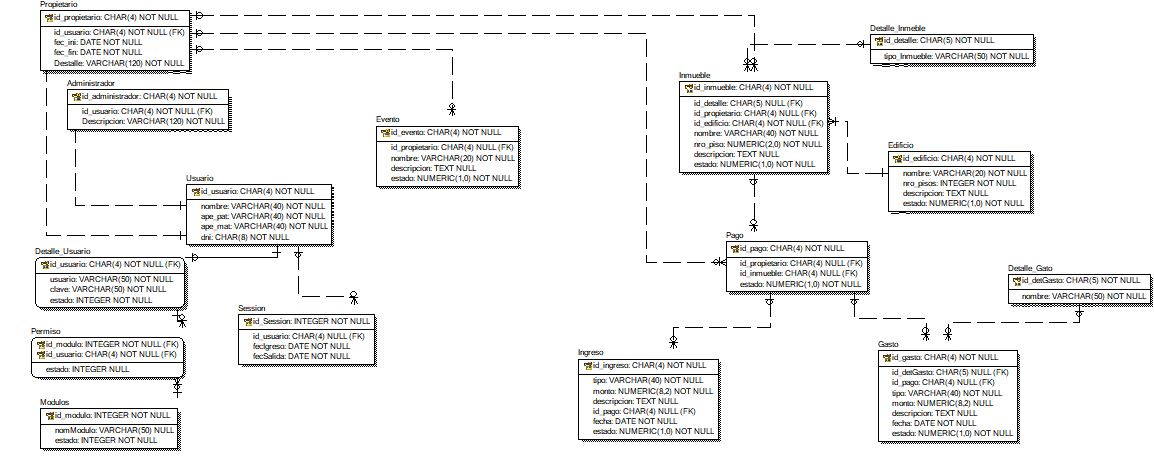 Propietario
id_propietario: CHAR(4) NOT NULL
id_usuario: CHAR(4) NOT NULL (FK)
fec_ini: DATE NOT NULL
fec_fin: DATE NOT NULL
Destalle: VARCHAR(120) NOT NULL
Administrador
id_administrador: CHAR(4) NOT NULL
id_usuario: CHAR(4) NOT NULL (FK)
Descripcion: VARCHAR(120) NOT NULL
Usuario
id_usuario: CHAR(4) NOT NULL
nombre: VARCHAR(40) NOT NULL
ape_pat: VARCHAR(40) NOT NULL
ape_mat: VARCHAR(40) NOT NULL
dni: CHAR(8) NOT NULL
Detalle_Usuario
id_usuario: CHAR(4) NOT NULL (FK)
usuario: VARCHAR(50) NOT NULL
clave: VARCHAR(50) NOT NULL
estado: INTEGER NOT NULL
Permiso
id_modulo: INTEGER NOT NULL (FK)
id_usuario: CHAR(4) NOT NULL (FK)
estado: INTEGER NULL
Modulos
id_modulo: INTEGER NOT NULL
nomModulo: VARCHAR(50) NULL
estado: INTEGER NOT NULL
Session
id_Session: INTEGER NOT NULL
id_usuario: CHAR(4) NULL (FK)
fecIgreso: DATE NOT NULL
fecSalida: DATE NOT NULL
Evento
id_evento: CHAR(4) NOT NULL
id_propietario: CHAR(4) NULL (FK)
nombre: VARCHAR(20) NOT NULL
descripcion: TEXT NULL
estado: NUMERIC(1,0) NOT NULL
Inmueble
id_inmueble: CHAR(4) NOT NULL
id_detalle: CHAR(5) NULL (FK)
id_propietario: CHAR(4) NULL (FK)
id_edificio: CHAR(4) NOT NULL (FK)
nombre: VARCHAR(40) NOT NULL
nro_piso: NUMERIC(2,0) NOT NULL
descripcion: TEXT NULL
estado: NUMERIC(1,0) NOT NULL
Detalle_Inmeble
id_detalle: CHAR(5) NOT NULL
tipo_Inmueble: VARCHAR(50) NOT NULL
Edificio
id_edificio: CHAR(4) NOT NULL
nombre: VARCHAR(20) NOT NULL
nro_pisos: INTEGER NOT NULL
descripcion: TEXT NULL
estado: NUMERIC(1,0) NOT NULL
Pago
id_pago: CHAR(4) NOT NULL
id_propietario: CHAR(4) NULL (FK)
id_inmueble: CHAR(4) NULL (FK)
estado: NUMERIC(1,0) NOT NULL
Detalle_Gato
id_detGasto: CHAR(5) NOT NULL
nombre: VARCHAR(50) NOT NULL
Ingreso
id_ingreso: CHAR(4) NOT NULL
tipo: VARCHAR(40) NOT NULL
monto: NUMERIC(8,2) NOT NULL
descripcion: TEXT NULL
id_pago: CHAR(4) NULL (FK)
fecha: DATE NOT NULL
estado: NUMERIC(1,0) NOT NULL
Gasto
id_gasto: CHAR(4) NOT NULL
id_detGasto: CHAR(5) NULL (FK)
id_pago: CHAR(4) NULL (FK)
tipo: VARCHAR(40) NOT NULL
monto: NUMERIC(8,2) NULL
descripcion: TEXT NULL
fecha: DATE NOT NULL
estado: NUMERIC(1,0) NOT NULL